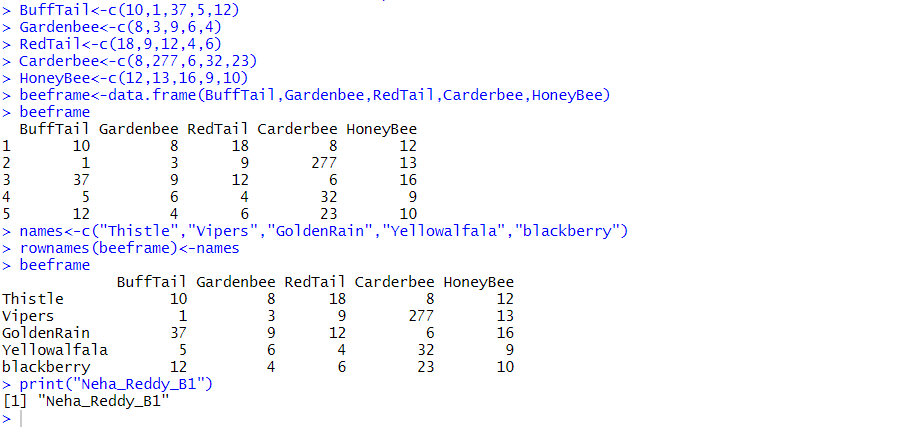 > BuffTail<-c(10,1,37,5,12)
> Gardenbee<-c(8,3,9,6,4)
> RedTail<-c(18,9,12,4,6)
> Carderbee<-c(8,277,6,32,23)
> HoneyBee<-c(12,13,16,9,10)
> beeframe<-data.frame(BuffTail,Gardenbee,RedTail,Carderbee,HoneyBee)
> beeframe
  BuffTail Gardenbee RedTail Carderbee HoneyBee
1       10         8      18         8       12
2        1         3       9       277       13
3       37         9      12         6       16
4        5         6       4        32        9
5       12         4       6        23       10
> names<-c("Thistle","Vipers","GoldenRain","Yellowalfala","blackberry")
> rownames(beeframe)<-names
> beeframe
             BuffTail Gardenbee RedTail Carderbee HoneyBee
Thistle            10         8      18         8       12
Vipers              1         3       9       277       13
GoldenRain         37         9      12         6       16
Yellowalfala        5         6       4        32        9
blackberry         12         4       6        23       10
> print("Neha_Reddy_B1")
[1] "Neha_Reddy_B1"
>